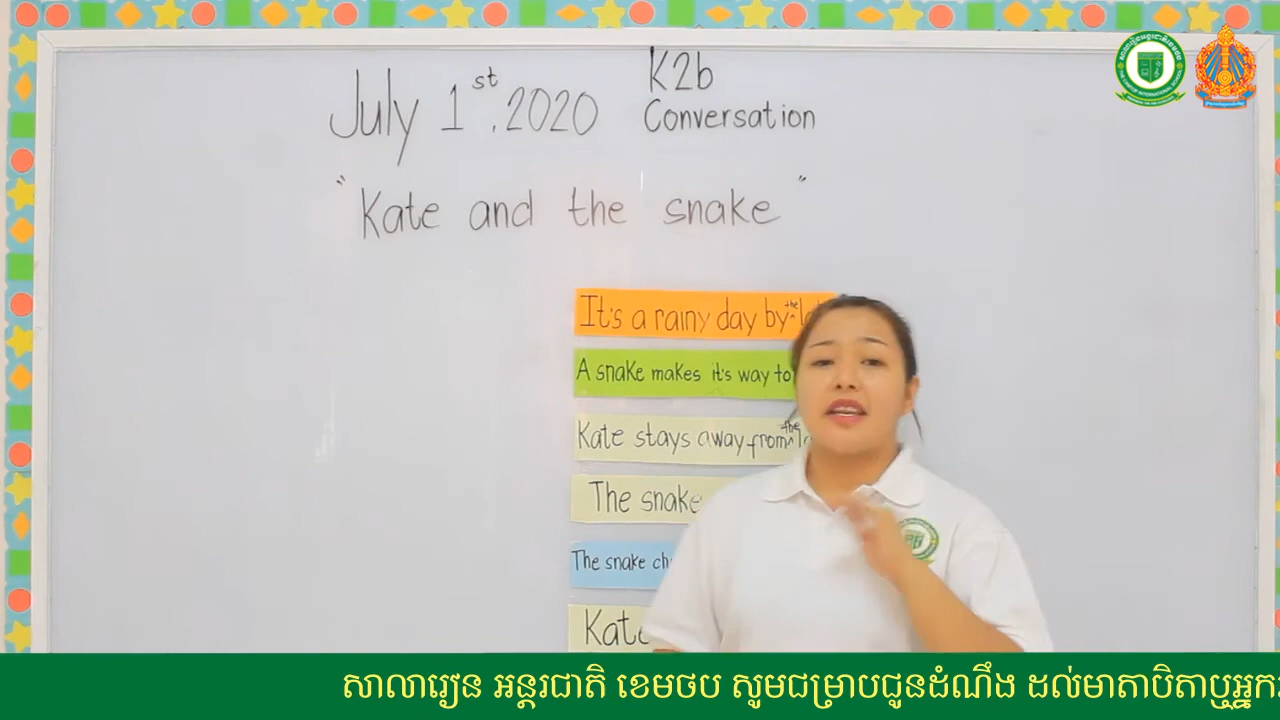 July 1st, 2020
K2b
Conversation
"Kate and the snake"
It's a rainy day by the
A snake makes it's way to
Kate stays away from the
The snake
The snake
Kate
សាលារៀន អន្តរជាតិ ខេមថប សូមជម្រាបជូនដំណឹង ដល់មាតាបិតាឬអ្នក